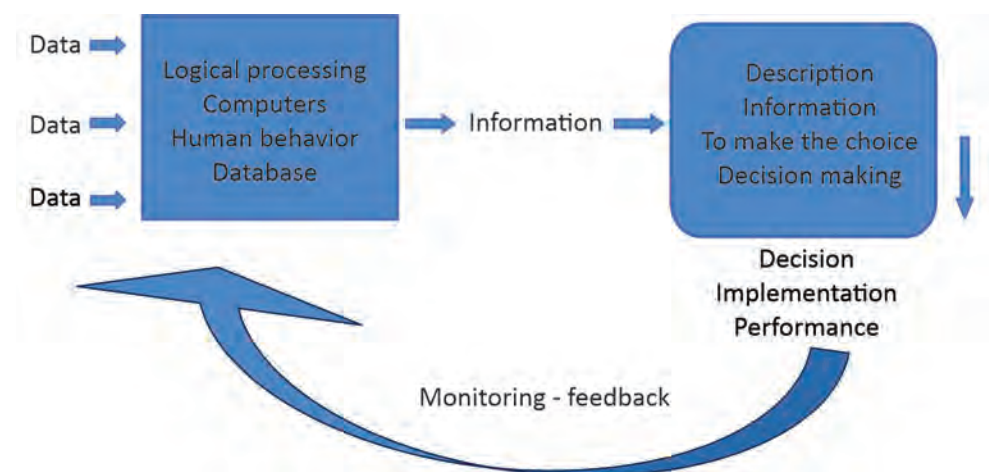 Data
Data
Data
Logical processing
Computers
Human behavior
Database
Information
Description
Information
To make the choice
Decision making
Decision
Implementation
Performance
Monitoring - feedback